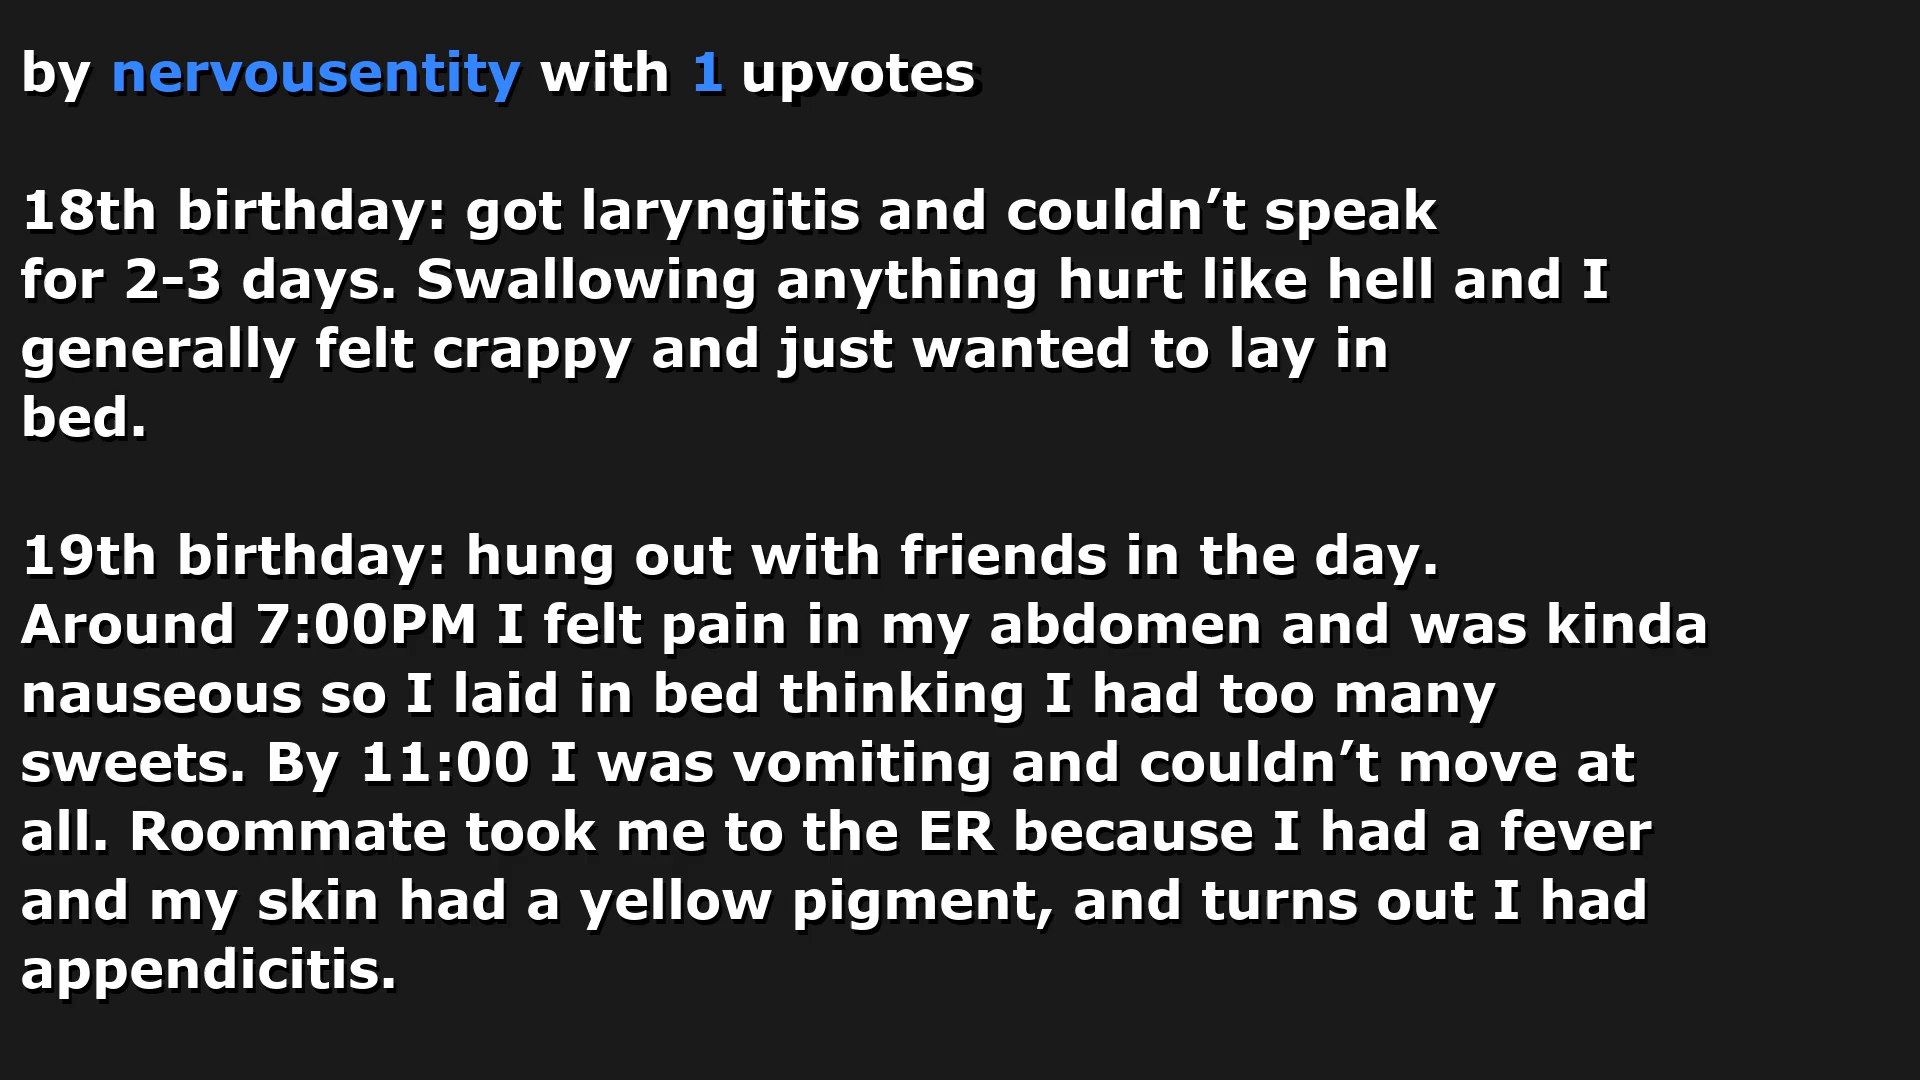 by nervousentity with 1 upvotes
18th birthday: got laryngitis and couldn’t speak
for 2-3 days. Swallowing anything hurt like hell and I
generally felt crappy and just wanted to lay in
bed.
19th birthday: hung out with friends in the day.
Around 7:00PM I felt pain in my abdomen and was kinda
nauseous so I laid in bed thinking I had too many
sweets. By 11:00 I was vomiting and couldn’t move at
all. Roommate took me to the ER because I had a fever
and my skin had a yellow pigment, and turns out I had
appendicitis.